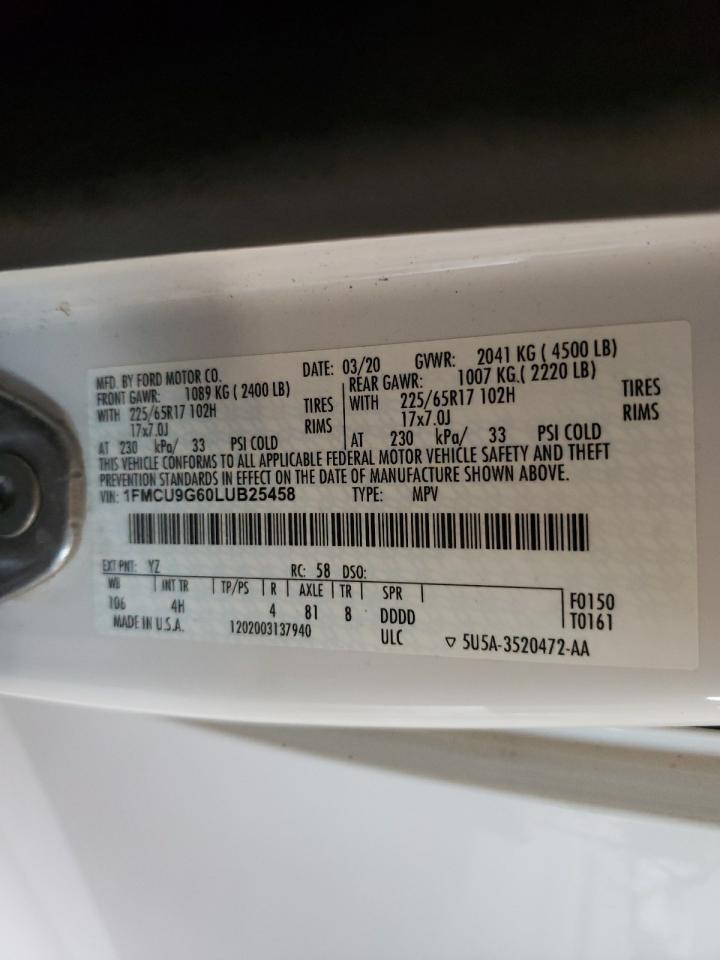 MFD. BY FORD MOTOR CO. DATE: 03/20 GVWR: 2041 KG ( 4500 LB)
FRONT GAWR: 1089 KG ( 2400 LB) REAR GAWR: 1007 KG.( 2220 LB)
WITH 225/65R17 102H TIRES WITH 225/65R17 102H TIRES
17x7.0J RIMS 17x7.0J RIMS
AT 230 kPa/ 33 PSI COLD AT 230 kPa/ 33 PSI COLD
THIS VEHICLE CONFORMS TO ALL APPLICABLE FEDERAL MOTOR VEHICLE SAFETY AND THEFT
PREVENTION STANDARDS IN EFFECT ON THE DATE OF MANUFACTURE SHOWN ABOVE.
VIN: 1FMCU9G60LUB25458 TYPE: MPV
EXT PNT: YZ RC: 58 DSO:
WB INT TR TP/PS R AXLE TR SPR
106 4H 4 81 8 DDDD F0150
T0161
MADE IN U.S.A. 1202003137940 ULC ▽ 5U5A-3520472-AA